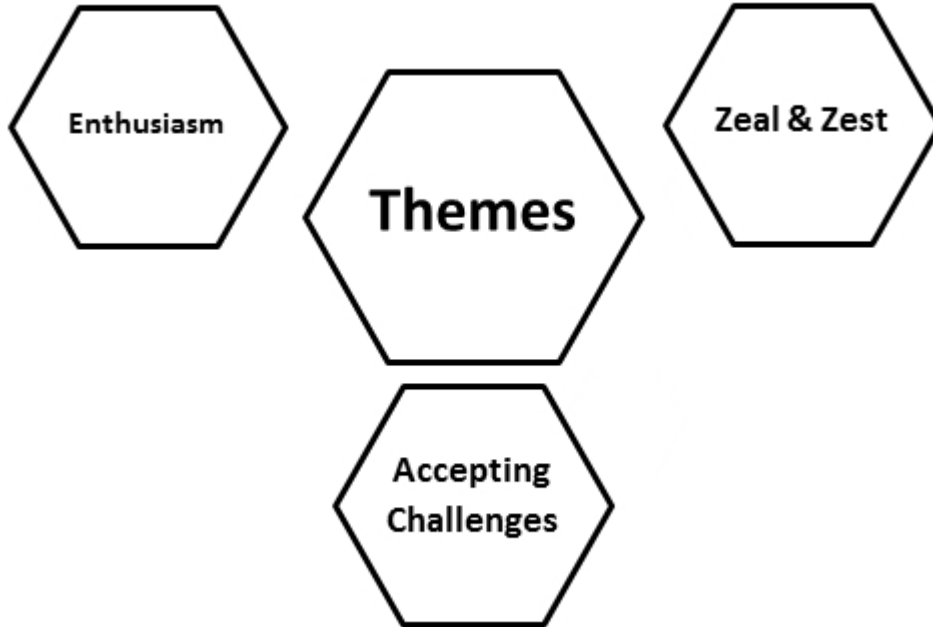 Enthusiasm
Zeal & Zest
Themes
Accepting
Challenges